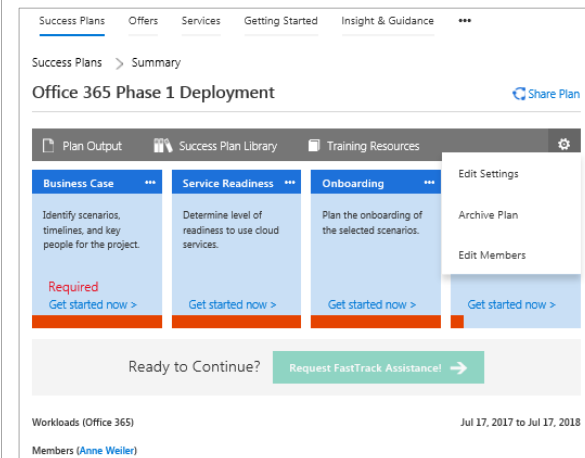 Success Plans Offers Services Getting Started Insight & Guidance •••
Success Plans > Summary
Office 365 Phase 1 Deployment
Share Plan
Plan Output Success Plan Library Training Resources
Edit Settings
Archive Plan
Edit Members
Business Case •••
Identify scenarios,
timelines, and key
people for the project.
Required
Get started now >
Service Readiness •••
Determine level of
readiness to use cloud
services.
Get started now >
Onboarding •••
Plan the onboarding of
the selected scenarios.
Get started now >
Get started now >
Ready to Continue? Request FastTrack Assistance!
Workloads (Office 365) Jul 17, 2017 to Jul 17, 2018
Members (Anne Weiler)